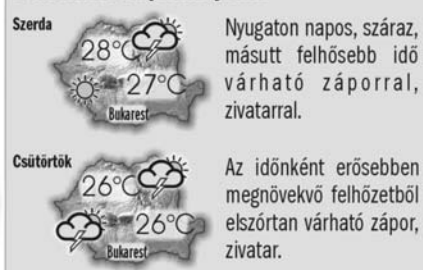 Szerda
28°C
27°C
Bukarest
Nyugaton napos, száraz,
másutt felhősebb idő
várható záporral,
zivatarral.
Csütörtök
26°C
26°C
Bukarest
Az időnként erősebben
megnövekvő felhőzetből
elszórtan várható zápor,
zivatar.